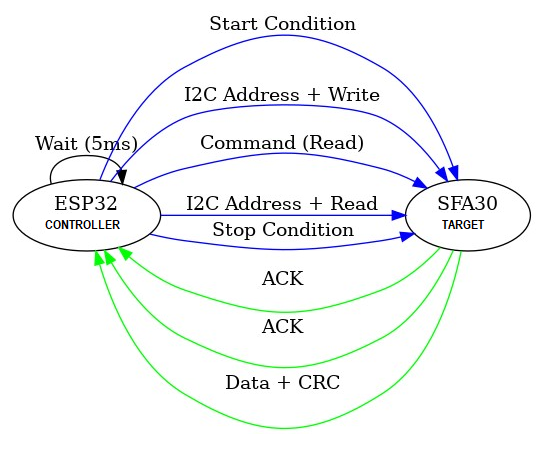 Start Condition
I2C Address + Write
Wait (5ms)
Command (Read)
ESP32
CONTROLLER
I2C Address + Read
SFA30
TARGET
Stop Condition
ACK
ACK
Data + CRC